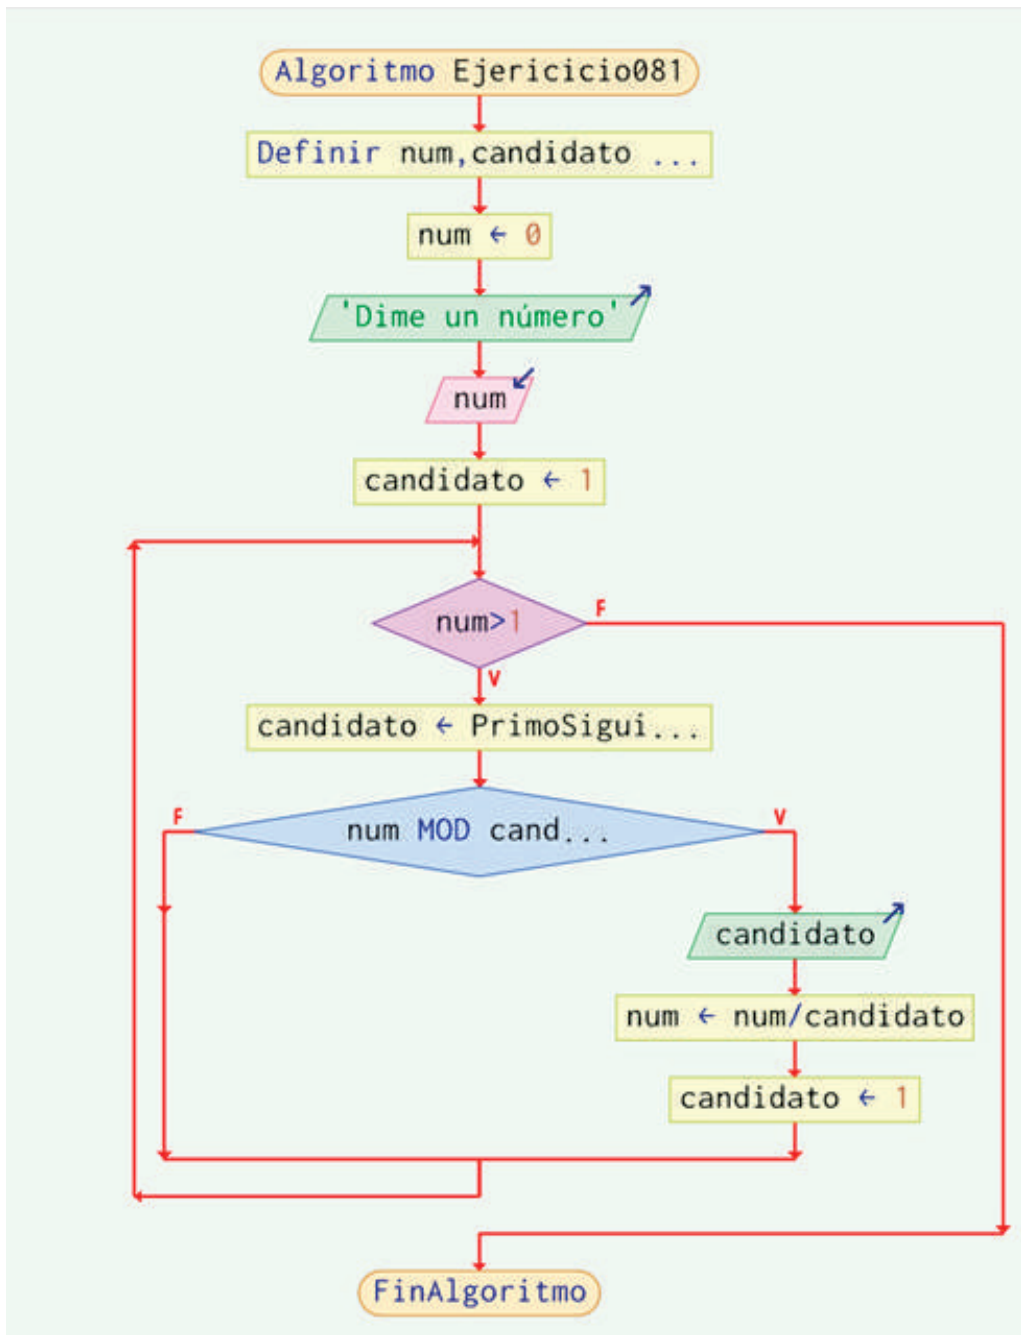 Algoritmo Ejericicio081
Definir num,candidato ...
num ← 0
'Dime un número'
num
candidato ← 1
num>1
F
V
candidato ← PrimoSigui...
F
num MOD cand...
V
candidato
num ← num/candidato
candidato ← 1
FinAlgoritmo